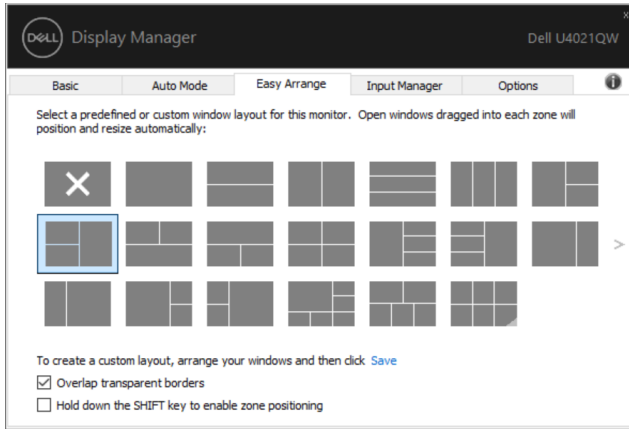 DELL Display Manager
Dell U4021QW
x
Basic
Auto Mode
Easy Arrange
Input Manager
Options
i
Select a predefined or custom window layout for this monitor. Open windows dragged into each zone will
position and resize automatically:
>
To create a custom layout, arrange your windows and then click Save
Overlap transparent borders
Hold down the SHIFT key to enable zone positioning